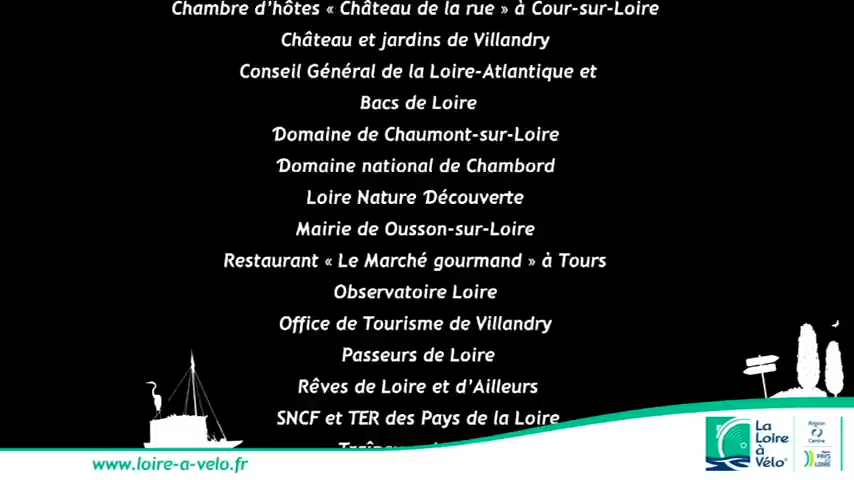 Chambre d’hôtes « Château de la rue » à Cour-sur-Loire
Château et jardins de Villandry
Conseil Général de la Loire-Atlantique et
Bacs de Loire
Domaine de Chaumont-sur-Loire
Domaine national de Chambord
Loire Nature Découverte
Mairie de Ousson-sur-Loire
Restaurant « Le Marché gourmand » à Tours
Observatoire Loire
Office de Tourisme de Villandry
Passeurs de Loire
Rêves de Loire et d’Ailleurs
SNCF et TER des Pays de la Loire
www.loire-a-velo.fr
La
Loire
à
Vélo®
Région
Centre
PAYS
LOIRE